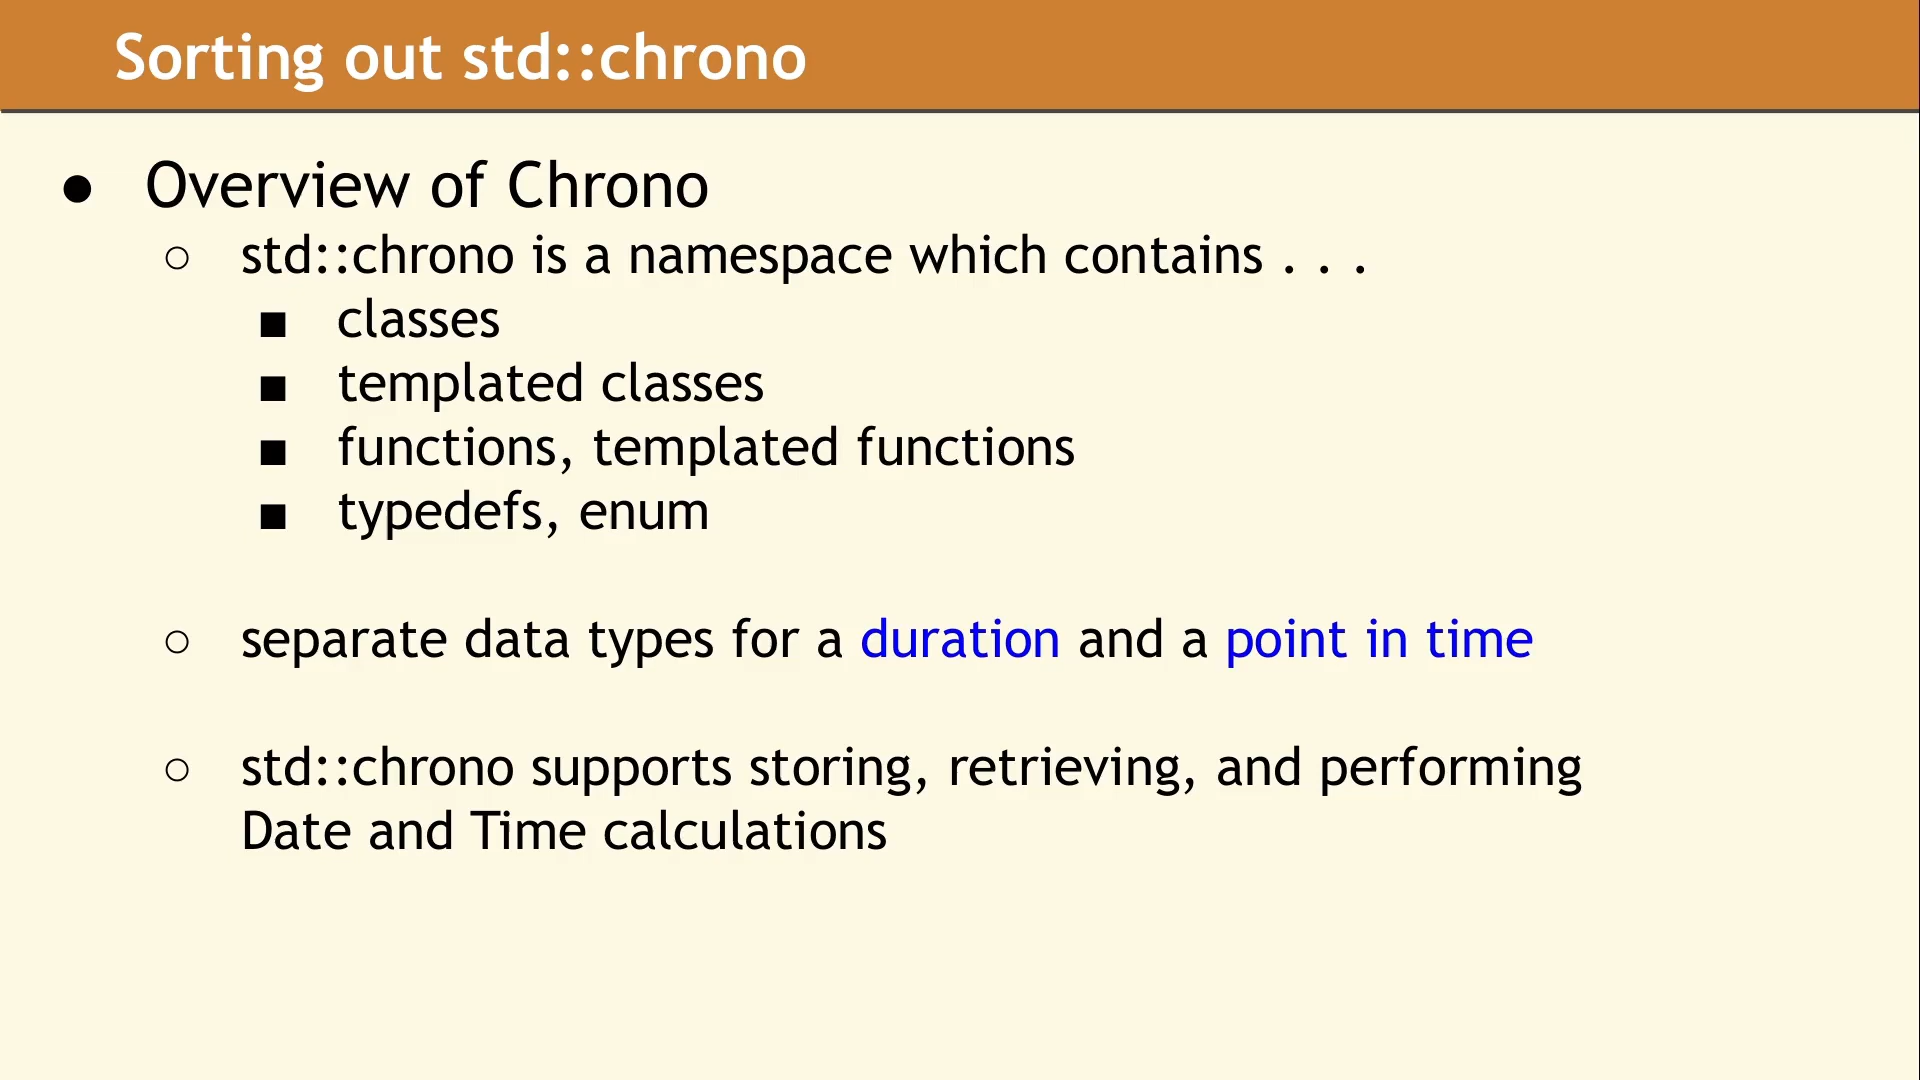 Sorting out std::chrono
● Overview of Chrono
○ std::chrono is a namespace which contains . . .
■ classes
■ templated classes
■ functions, templated functions
■ typedefs, enum
○ separate data types for a duration and a point in time
○ std::chrono supports storing, retrieving, and performing
Date and Time calculations